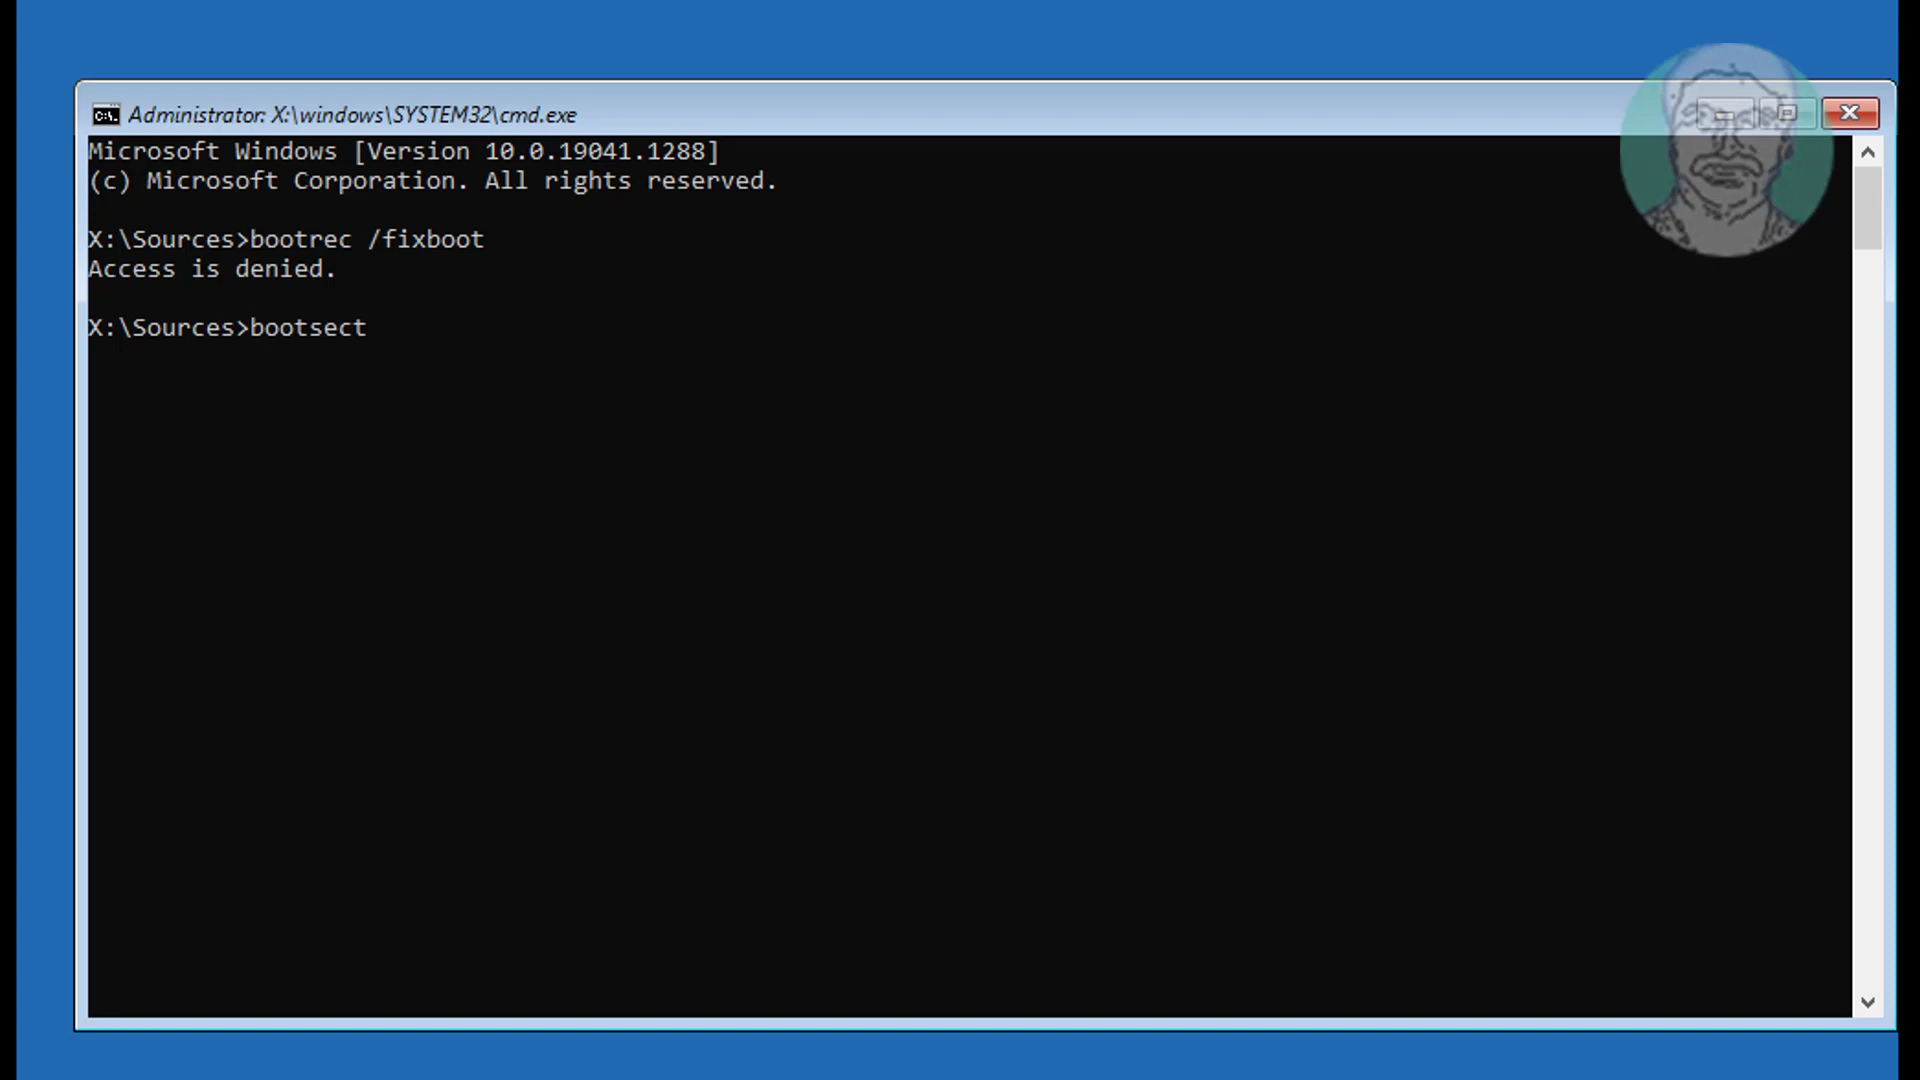 Administrator: X:\windows\SYSTEM32\cmd.exe
Microsoft Windows [Version 10.0.19041.1288]
(c) Microsoft Corporation. All rights reserved.
X:\Sources>bootrec /fixboot
Access is denied.
X:\Sources>bootsect